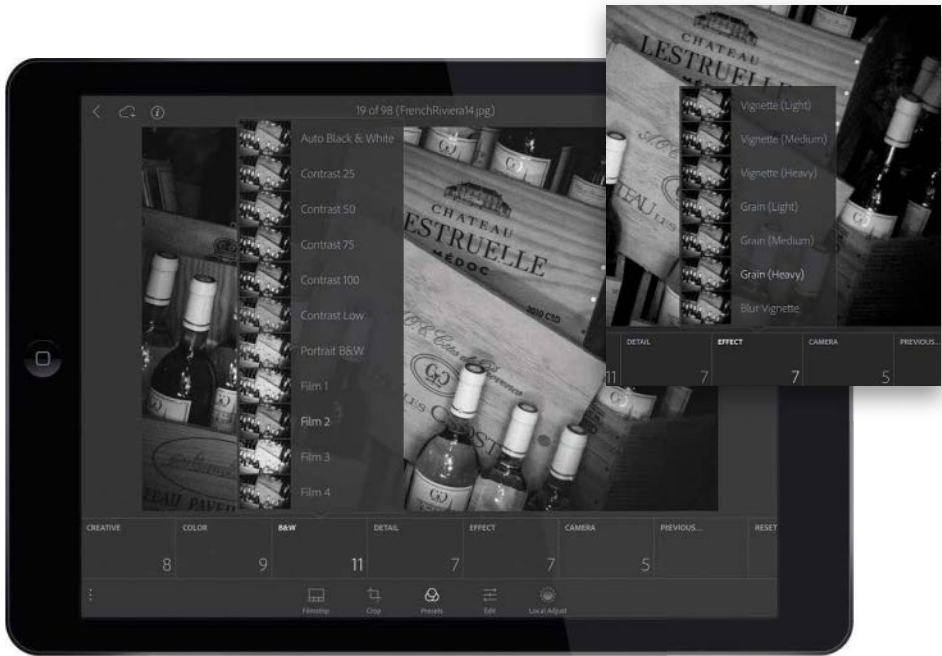 19 of 98 (FrenchRiviera14.jpg)
Auto Black & White
Contrast 25
Contrast 50
Contrast 75
Contrast 100
Contrast Low
Portrait B&W
Film 1
Film 2
Film 3
Film 4
CHATEAU
LESTRUELLE
MÉDOC
2010
CREATIVE
8
COLOR
9
B&W
11
DETAIL
7
EFFECT
7
CAMERA
5
PREVIOUS...
RESET
Filmstrip
Crop
Presets
Edit
Local Adjust
CHATEAU
LESTRUELLE
Vignette (Light)
Vignette (Medium)
Vignette (Heavy)
Grain (Light)
Grain (Medium)
Grain (Heavy)
Blur Vignette
11
DETAIL
7
EFFECT
7
CAMERA
5
PREVIOUS...